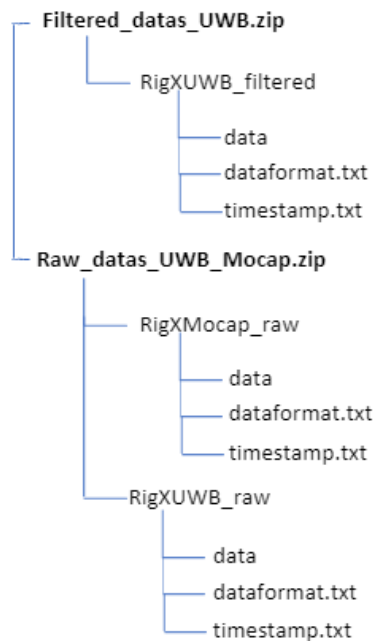 Filtered_datas_UWB.zip
RigXUWB_filtered
data
dataformat.txt
timestamp.txt
Raw_datas_UWB_Mocap.zip
RigXMocap_raw
data
dataformat.txt
timestamp.txt
RigXUWB_raw
data
dataformat.txt
timestamp.txt